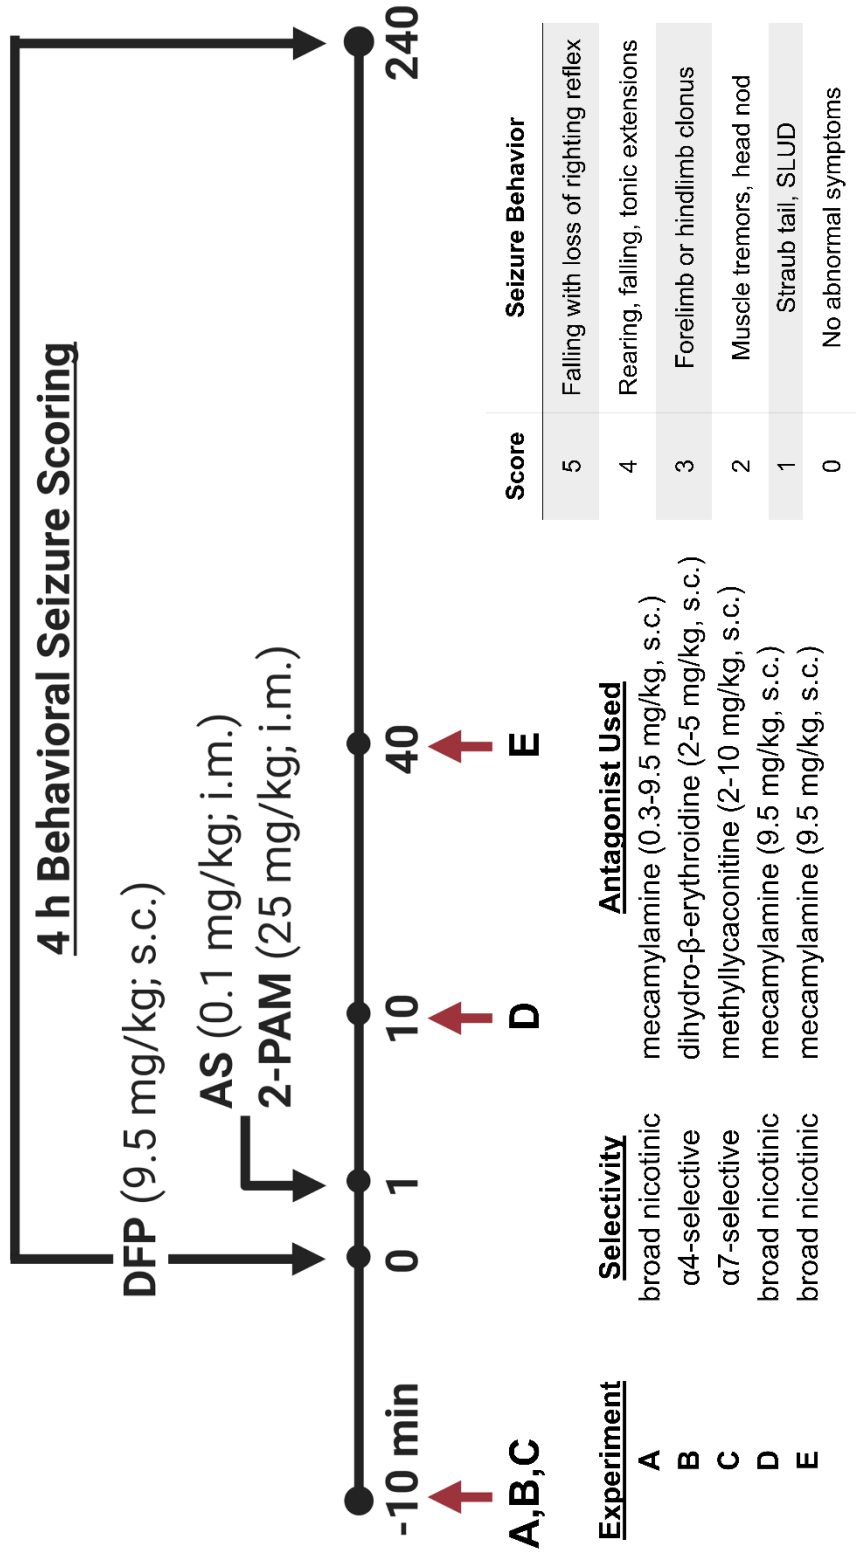 4 h Behavioral Seizure Scoring
DFP (9.5 mg/kg; s.c.)
AS (0.1 mg/kg; i.m.)
2-PAM (25 mg/kg; i.m.)
-10 min 0 1 10 40 240
A,B,C D E
Experiment Selectivity Antagonist Used
A broad nicotinic mecamylamine (0.3-9.5 mg/kg, s.c.)
B α4-selective dihydro-β-erythroidine (2-5 mg/kg, s.c.)
C α7-selective methyllycaconitine (2-10 mg/kg, s.c.)
D broad nicotinic mecamylamine (9.5 mg/kg, s.c.)
E broad nicotinic mecamylamine (9.5 mg/kg, s.c.)
Score Seizure Behavior
5 Falling with loss of righting reflex
4 Rearing, falling, tonic extensions
3 Forelimb or hindlimb clonus
2 Muscle tremors, head nod
1 Straub tail, SLUD
0 No abnormal symptoms